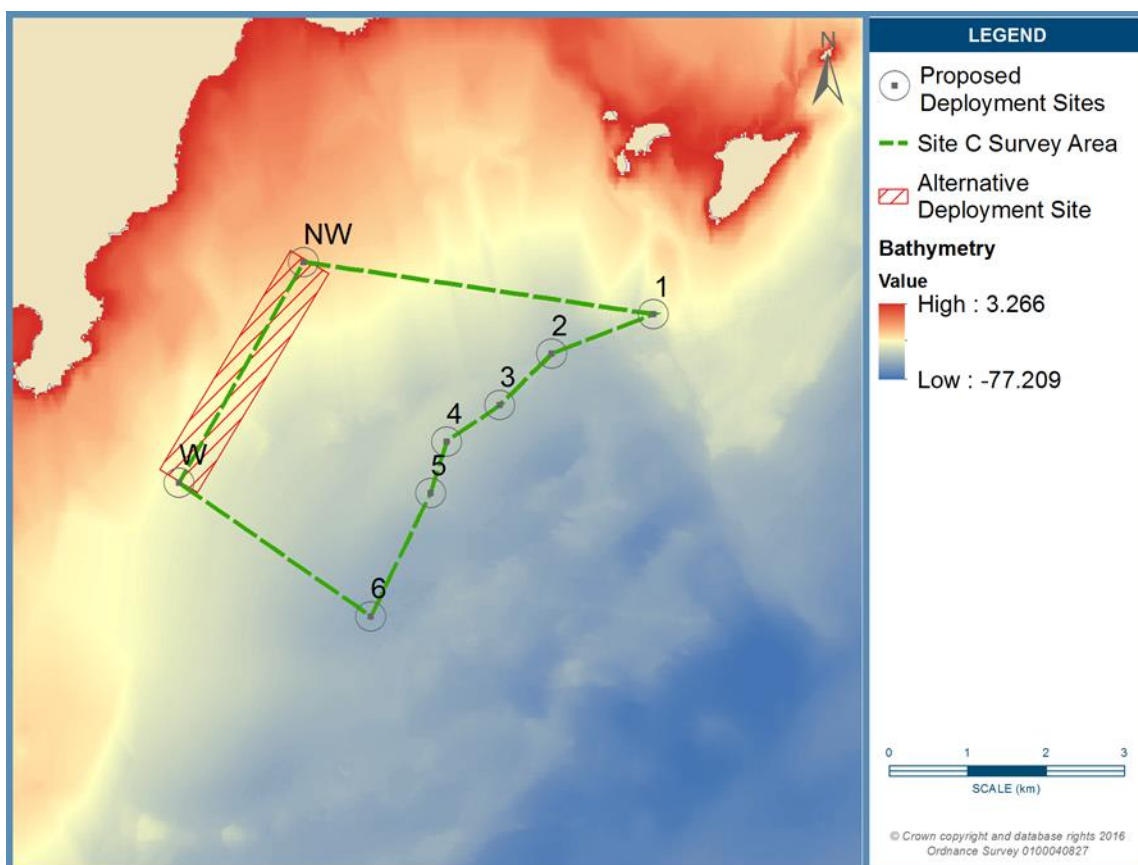 N
NW
1
2
3
4
5
W
6
LEGEND
Proposed
Deployment Sites
Site C Survey Area
Alternative
Deployment Site
Bathymetry
Value
High : 3.266
Low : -77.209
0 1 2 3
SCALE (km)
© Crown copyright and database rights 2016
Ordnance Survey 0100040827